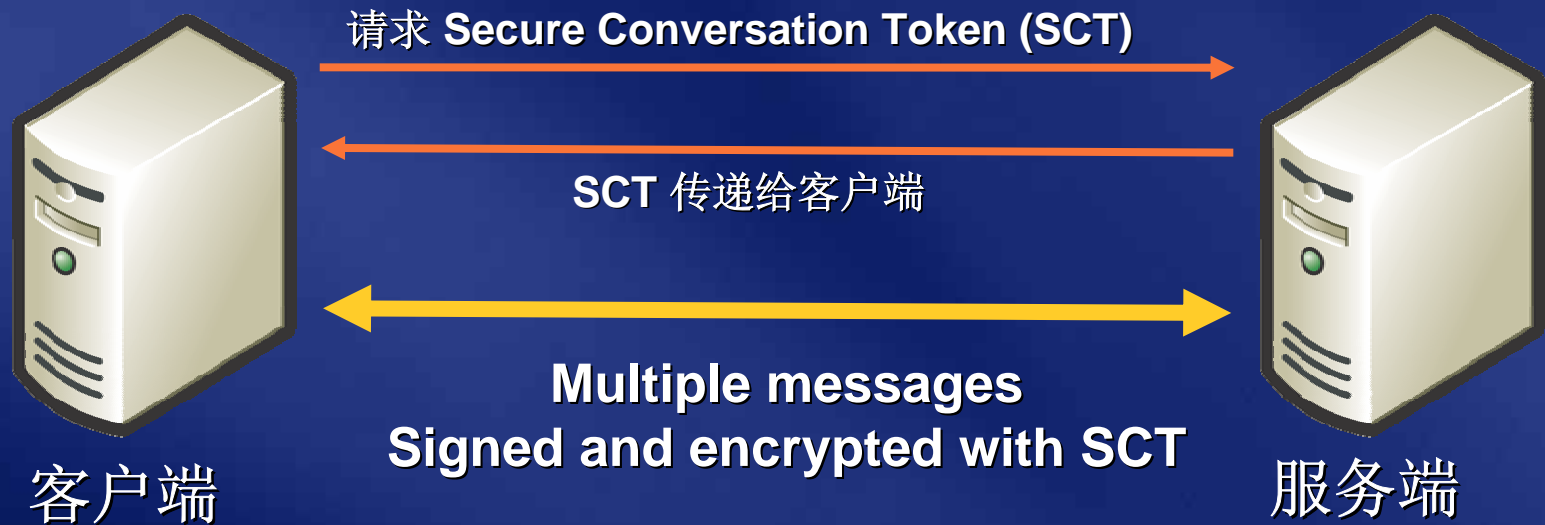 请求 Secure Conversation Token (SCT)
SCT 传递给客户端
Multiple messages
Signed and encrypted with SCT
客户端
服务端